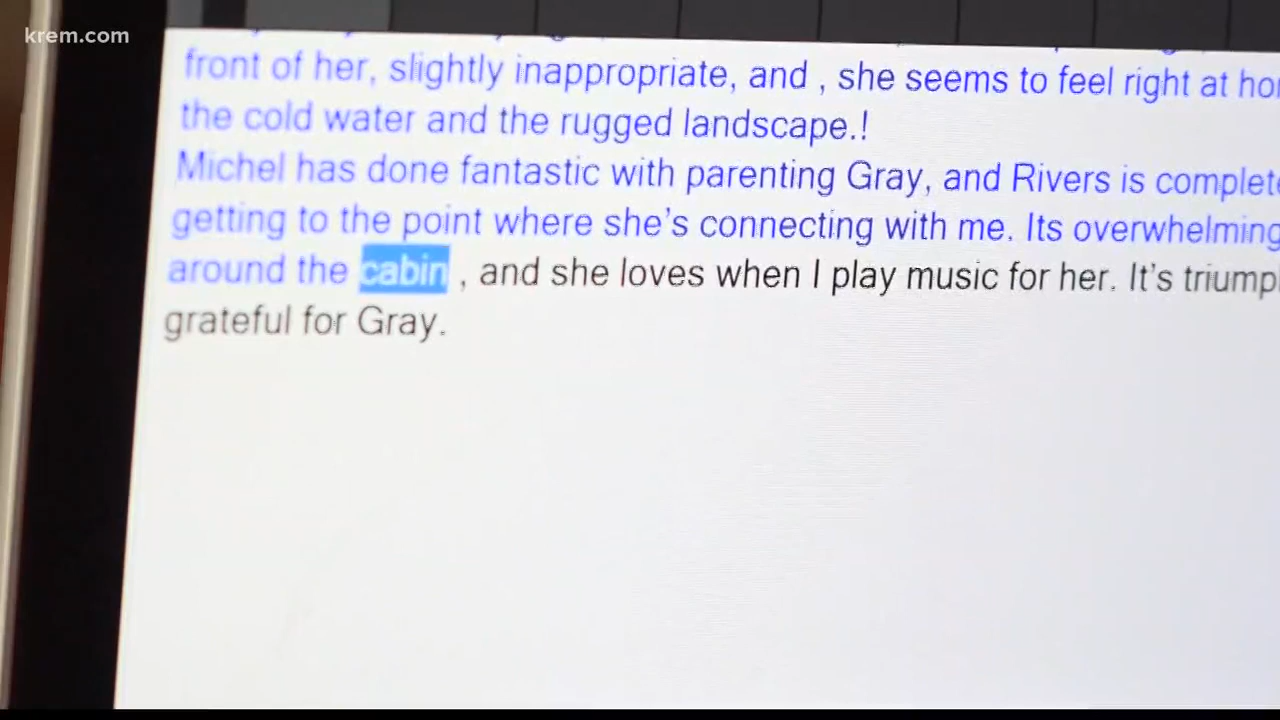 krem.com
front of her, slightly inappropriate, and , she seems to feel right at
the cold water and the rugged landscape.!
Michel has done fantastic with parenting Gray, and Rivers is
getting to the point where she's connecting with me. Its overwhelming
around the cabin , and she loves when I play music for her. It's
grateful for Gray.